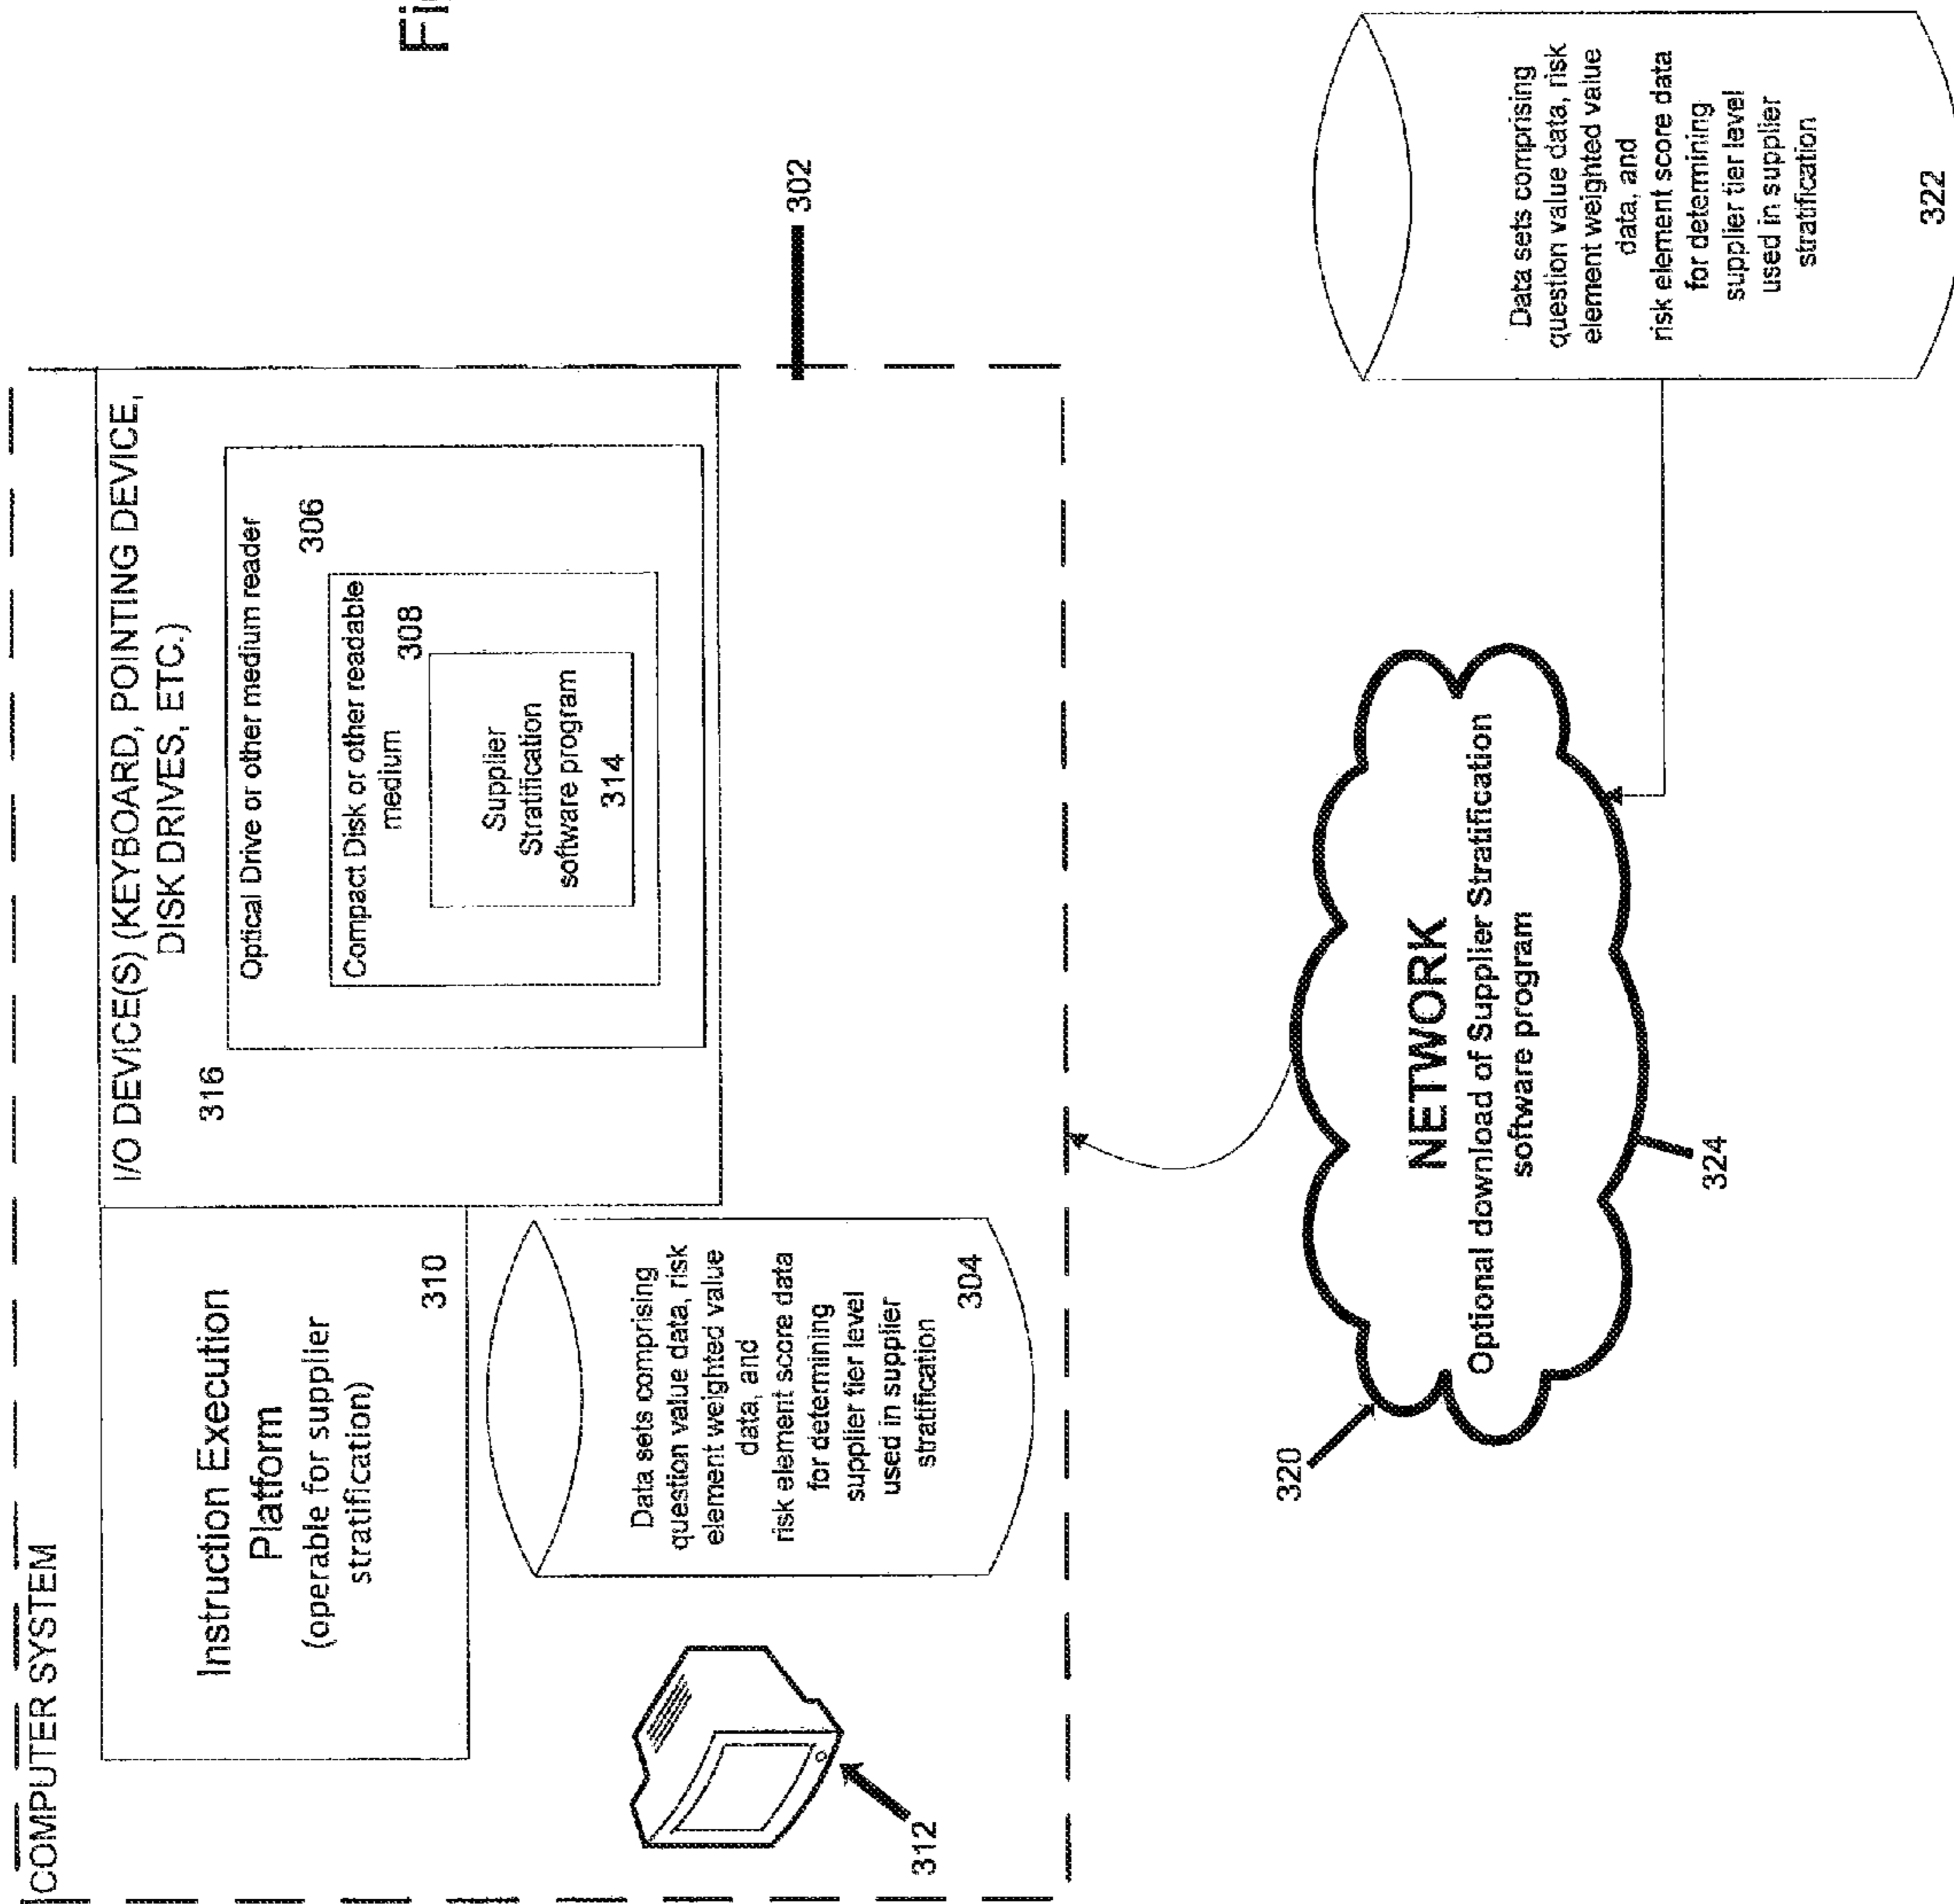 COMPUTER SYSTEM
Instruction Execution
Platform
(operable for supplier
stratification)
310
I/O DEVICE(S) (KEYBOARD, POINTING DEVICE,
DISK DRIVES, ETC.)
316
Optical Drive or other medium reader
306
Compact Disk or other readable
medium
308
Supplier
Stratification
software program
314
Data sets comprising
question value data, risk
element weighted value
data, and
risk element score data
for determining
supplier tier level
used in supplier
stratification
304
312
302
320
NETWORK
Optional download of Supplier Stratification
software program
324
Data sets comprising
question value data, risk
element weighted value
data, and
risk element score data
for determining
supplier tier level
used in supplier
stratification
322